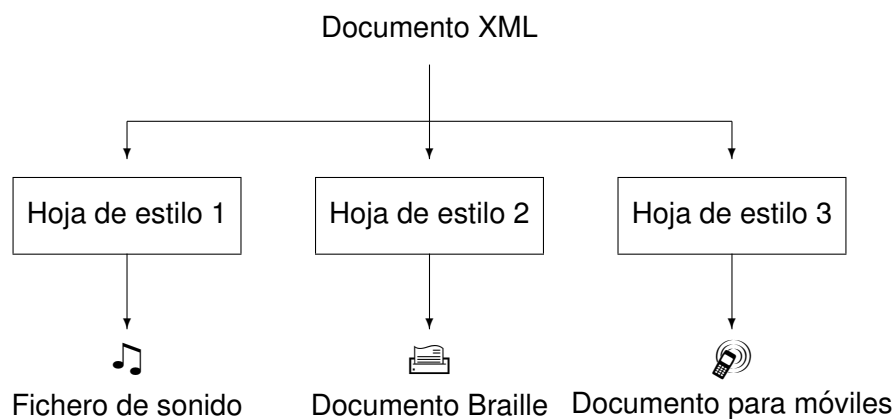 Documento XML
Hoja de estilo 1
Hoja de estilo 2
Hoja de estilo 3
Fichero de sonido
Documento Braille
Documento para móviles